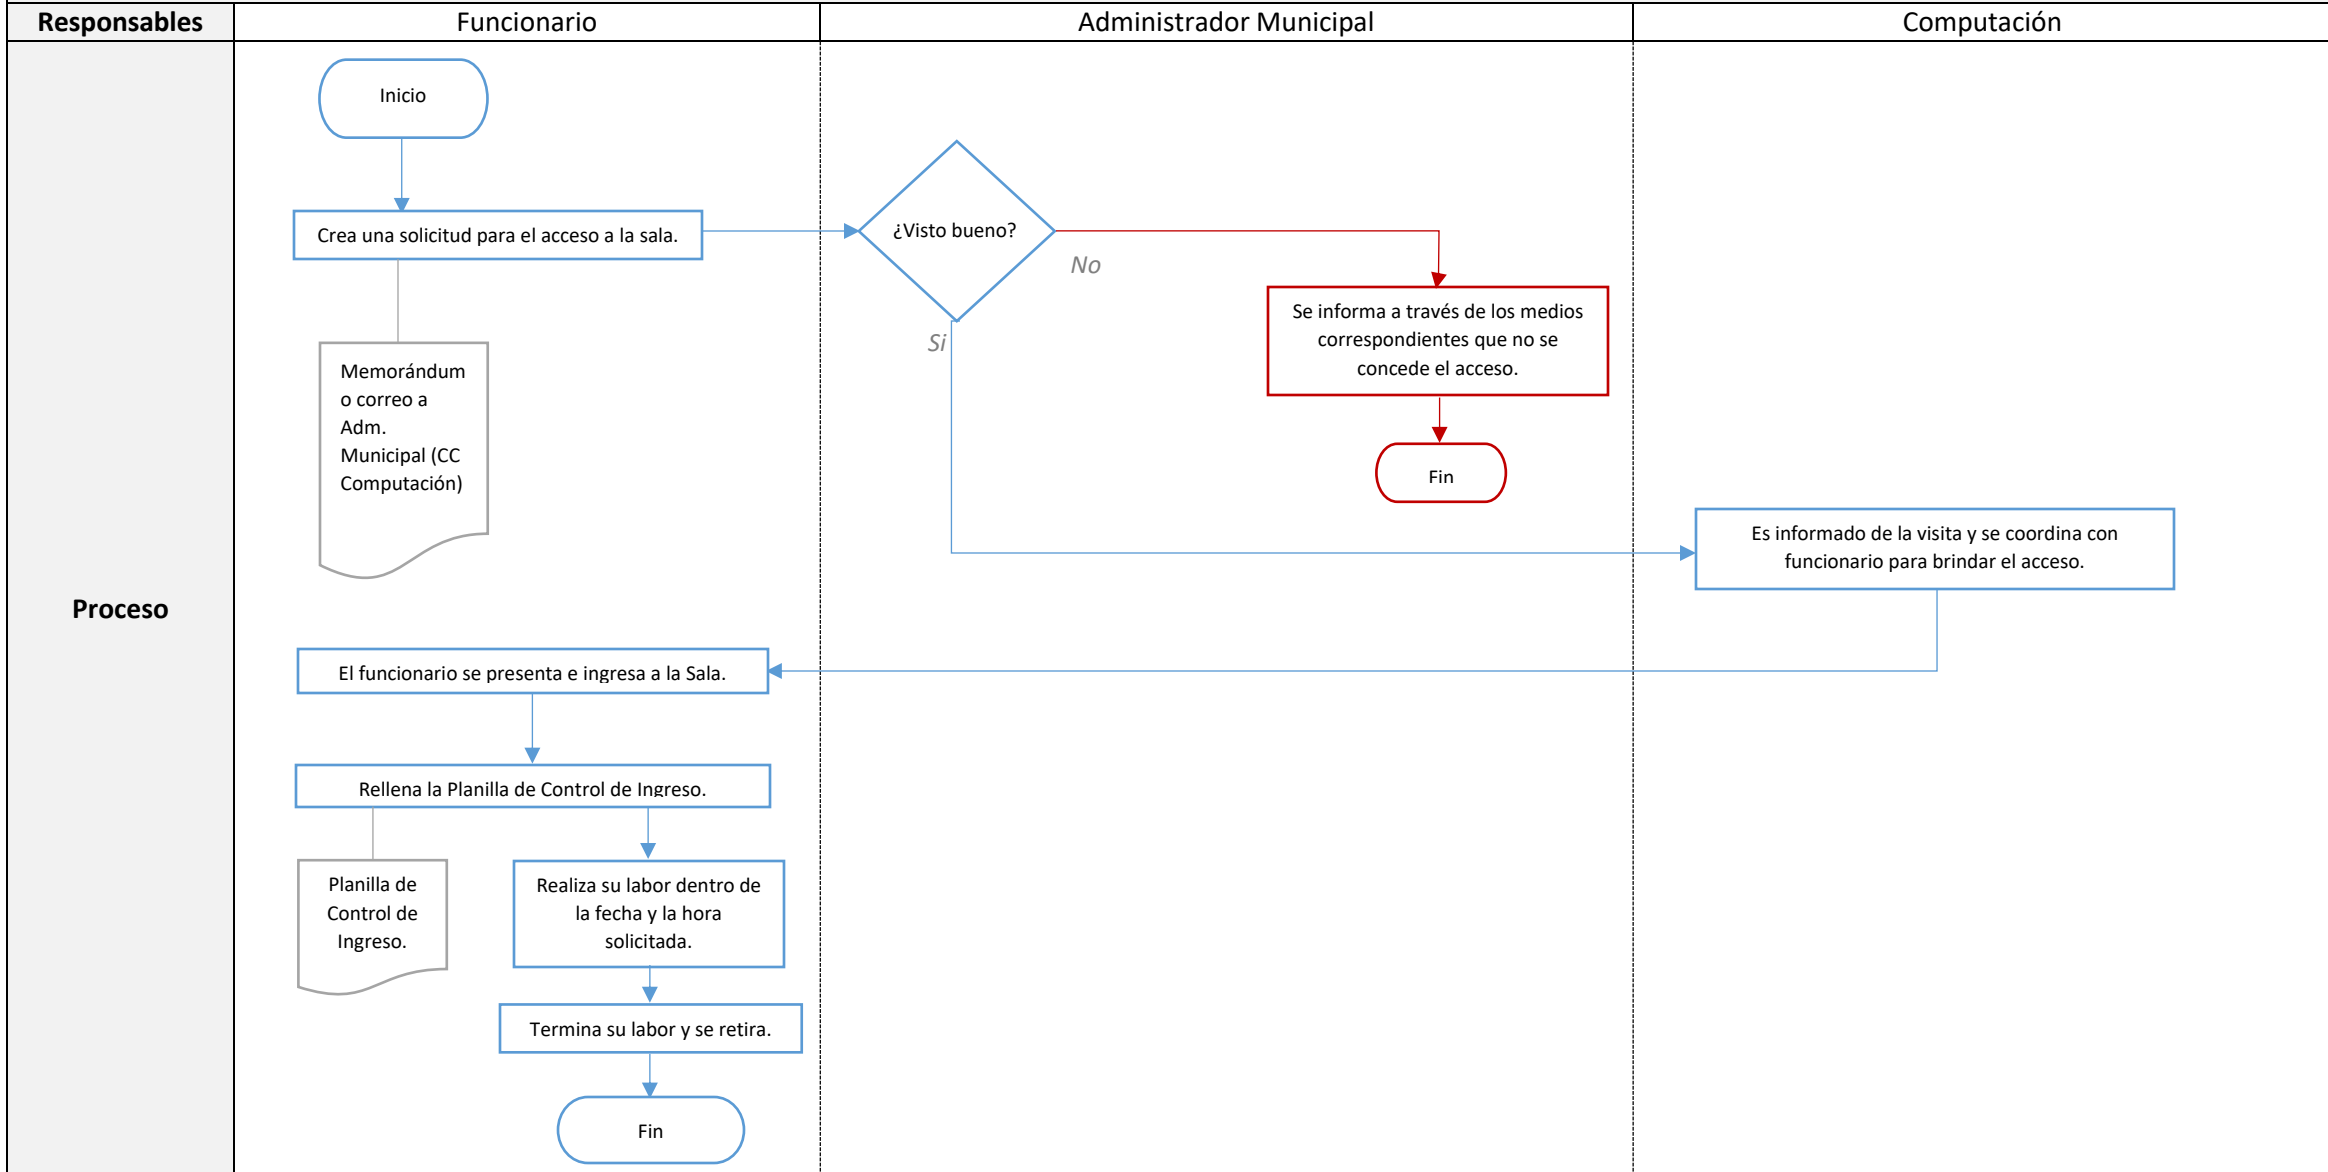 Responsables
Funcionario
Administrador Municipal
Computación
Proceso
Inicio
Crea una solicitud para el acceso a la sala.
Memorándum
o correo a
Adm.
Municipal (CC
Computación)
¿Visto bueno?
No
Si
Se informa a través de los medios
correspondientes que no se
concede el acceso.
Fin
Es informado de la visita y se coordina con
funcionario para brindar el acceso.
El funcionario se presenta e ingresa a la Sala.
Rellena la Planilla de Control de Ingreso.
Planilla de
Control de
Ingreso.
Realiza su labor dentro de
la fecha y la hora
solicitada.
Termina su labor y se retira.
Fin